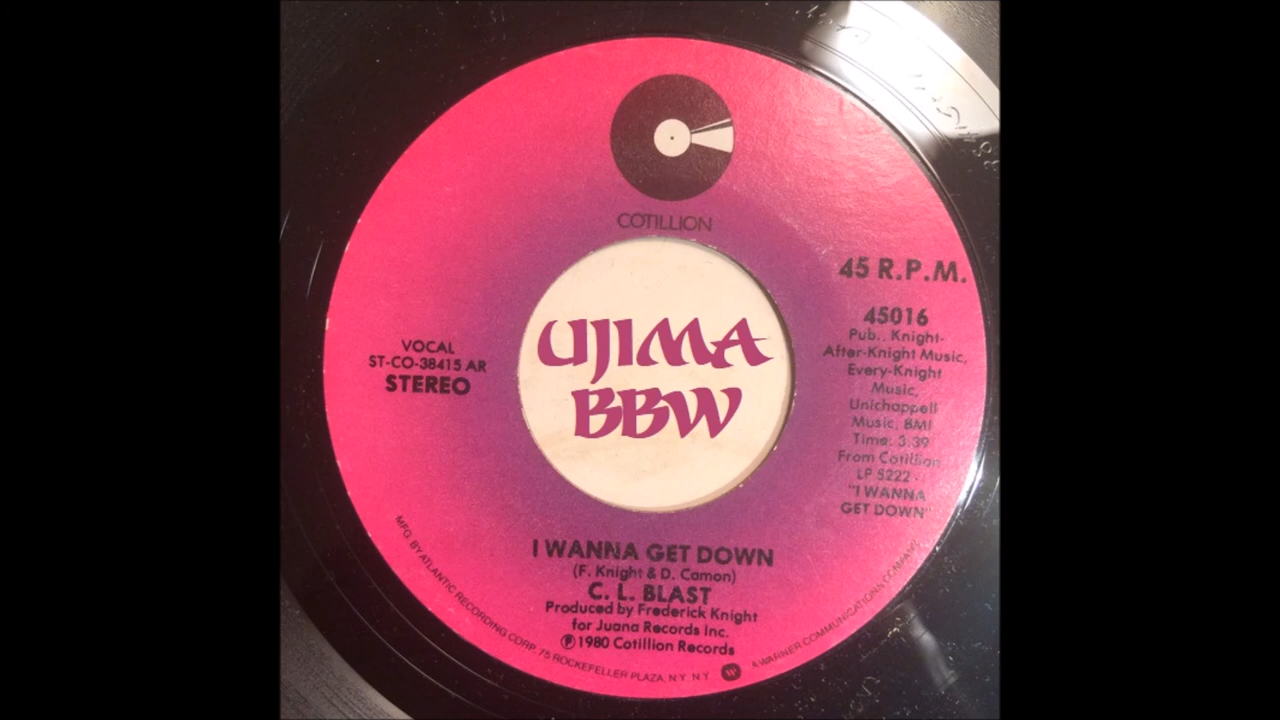 COTILLION
45 R.P.M.
45016
Pub., Knight-
After-Knight Music,
Every-Knight
Music,
Unichappell
Music, BMI
Time: 3:39
From Cotillion
LP 5222 -
"I WANNA
GET DOWN"
VOCAL
ST-CO-38415 AR
STEREO
UJIMA
BBW
I WANNA GET DOWN
(F. Knight & D. Camon)
C. L. BLAST
Produced by Frederick Knight
for Juana Records Inc.
℗ 1980 Cotillion Records
MFG. BY ATLANTIC RECORDING CORP. 75 ROCKEFELLER PLAZA, N.Y. N.Y. W A WARNER COMMUNICATIONS COMPANY